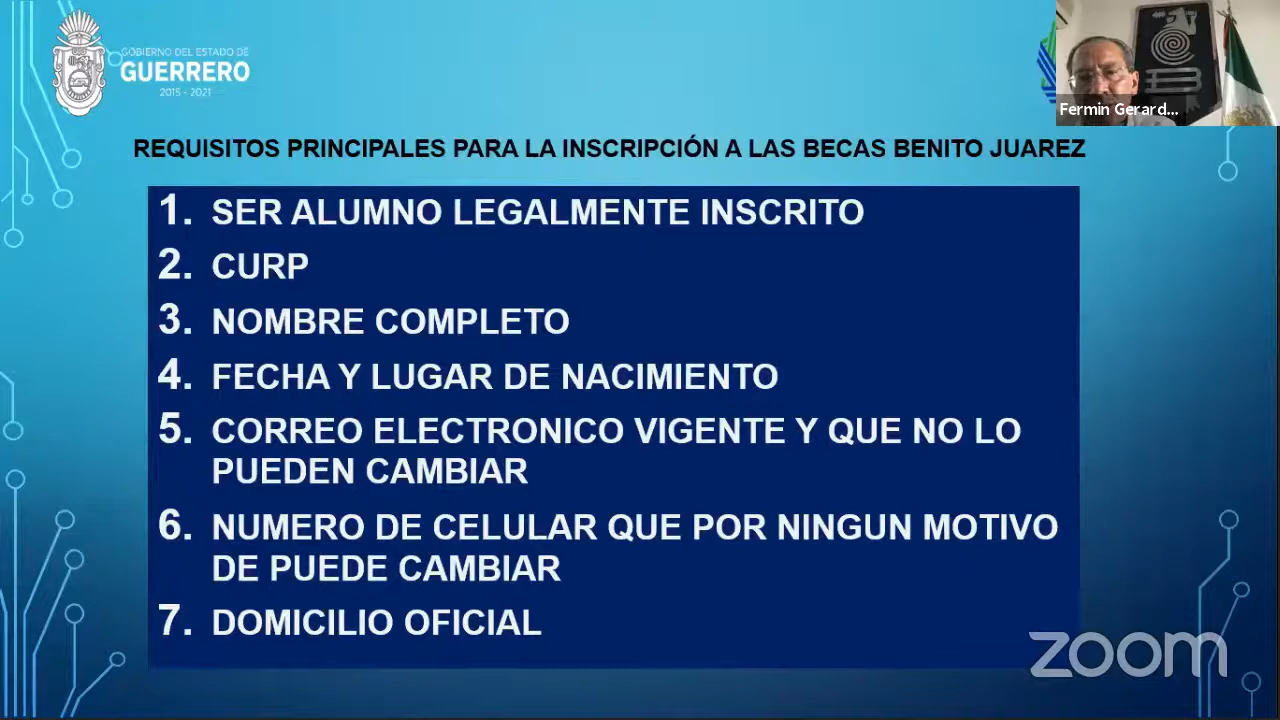 GOBIERNO DEL ESTADO DE
GUERRERO
2015 - 2021
Fermin Gerard...
REQUISITOS PRINCIPALES PARA LA INSCRIPCIÓN A LAS BECAS BENITO JUAREZ
1. SER ALUMNO LEGALMENTE INSCRITO
2. CURP
3. NOMBRE COMPLETO
4. FECHA Y LUGAR DE NACIMIENTO
5. CORREO ELECTRONICO VIGENTE Y QUE NO LO
PUEDEN CAMBIAR
6. NUMERO DE CELULAR QUE POR NINGUN MOTIVO
DE PUEDE CAMBIAR
7. DOMICILIO OFICIAL
zoom